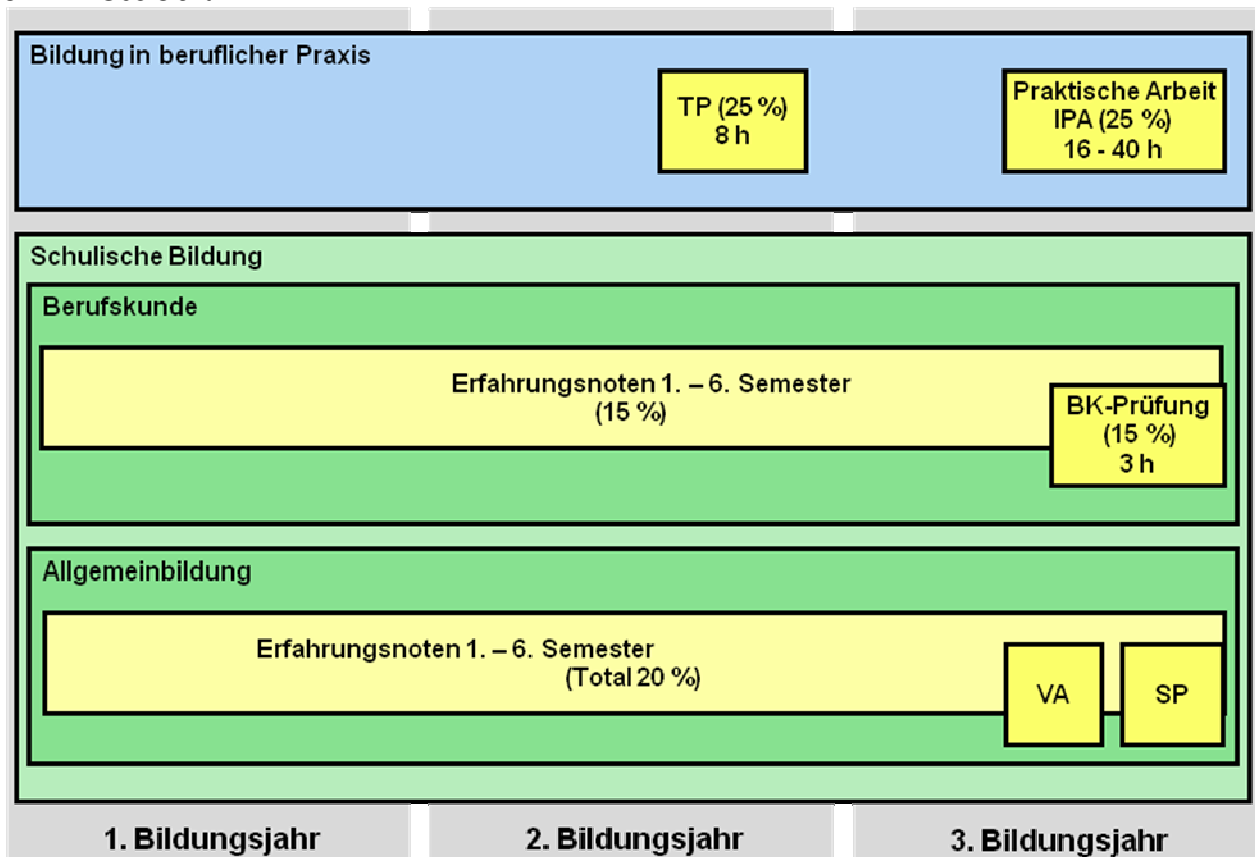 Bildung in beruflicher Praxis
TP (25 %)
8 h
Praktische Arbeit
IPA (25 %)
16 - 40 h
Schulische Bildung
Berufskunde
Erfahrungsnoten 1. – 6. Semester
(15 %)
BK-Prüfung
(15 %)
3 h
Allgemeinbildung
Erfahrungsnoten 1. – 6. Semester
(Total 20 %)
VA
SP
1. Bildungsjahr
2. Bildungsjahr
3. Bildungsjahr